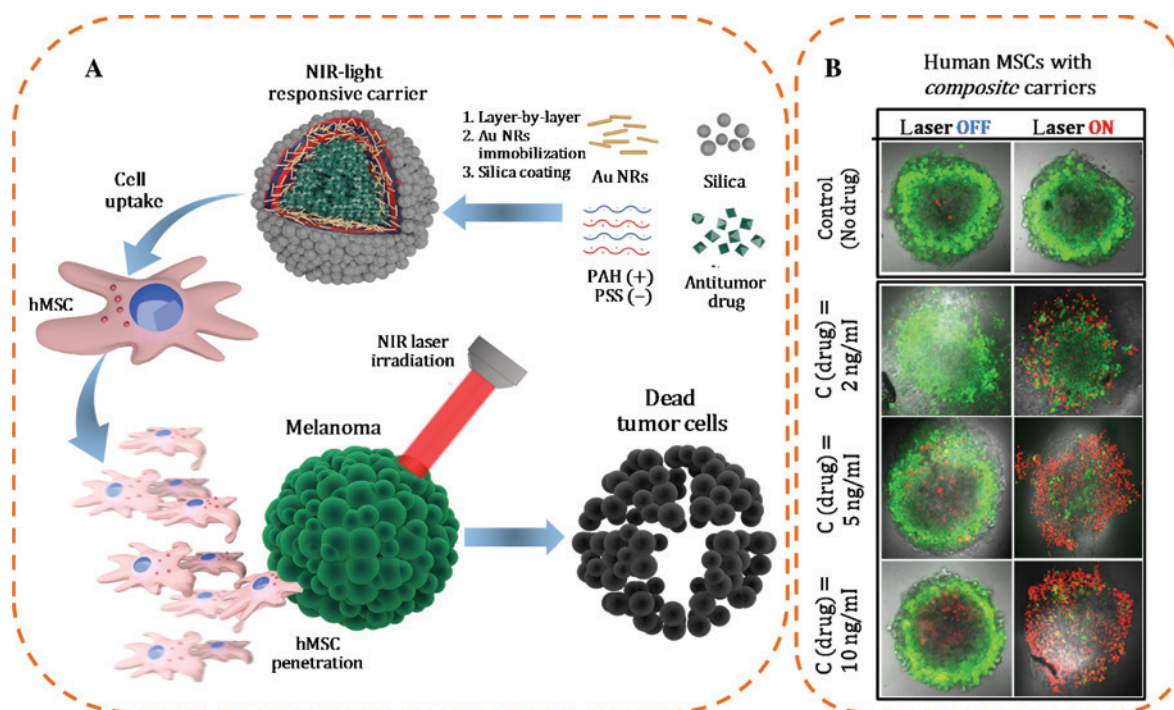 A
NIR-light
responsive carrier
1. Layer-by-layer
2. Au NRs
immobilization
3. Silica coating
Au NRs
Silica
PAH (+)
PSS (−)
Antitumor
drug
Cell
uptake
hMSC
NIR laser
irradiation
Melanoma
Dead
tumor cells
hMSC
penetration
B
Human MSCs with
composite carriers
Laser OFF
Laser ON
Control
(No drug)
C (drug) =
2 ng/ml
C (drug) =
5 ng/ml
C (drug) =
10 ng/ml